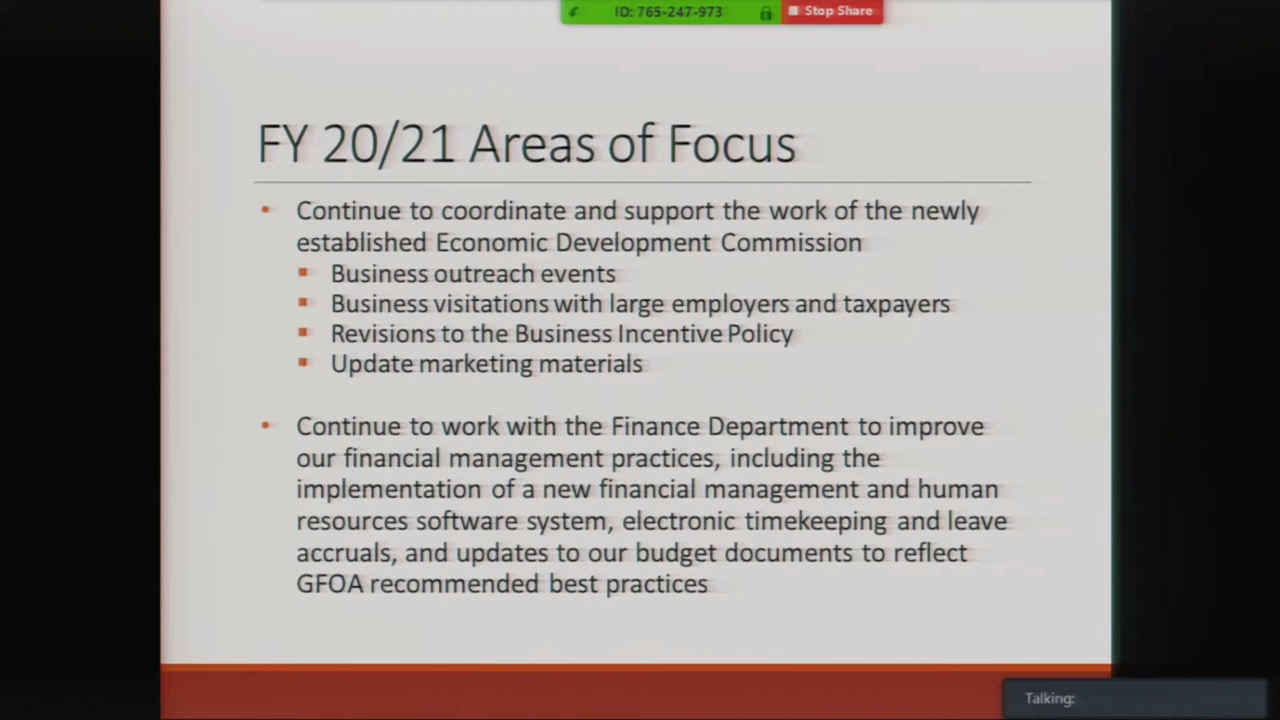 ID: 765-247-973
Stop Share
FY 20/21 Areas of Focus
• Continue to coordinate and support the work of the newly
established Economic Development Commission
▪ Business outreach events
▪ Business visitations with large employers and taxpayers
▪ Revisions to the Business Incentive Policy
▪ Update marketing materials
• Continue to work with the Finance Department to improve
our financial management practices, including the
implementation of a new financial management and human
resources software system, electronic timekeeping and leave
accruals, and updates to our budget documents to reflect
GFOA recommended best practices
Talking: